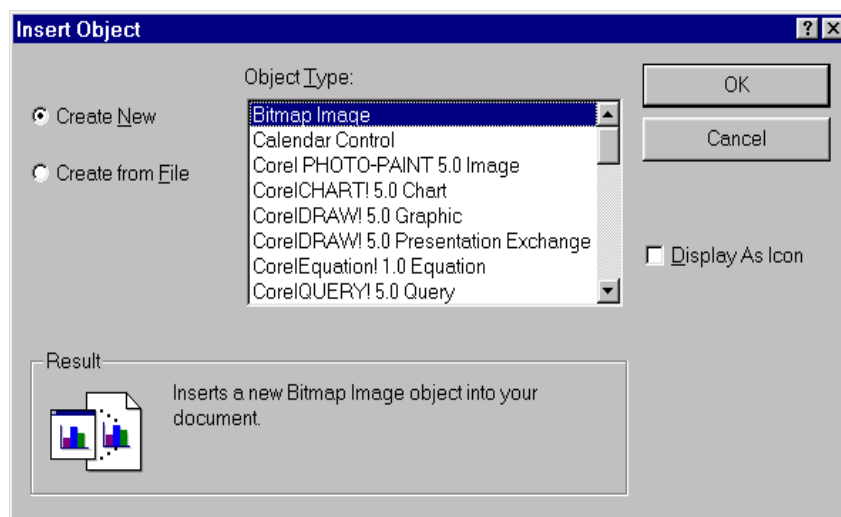 Insert Object
Object Type:
Create New
Create from File
Bitmap Image
Calendar Control
Corel PHOTO-PAINT 5.0 Image
CorelCHART! 5.0 Chart
CorelDRAW! 5.0 Graphic
CorelDRAW! 5.0 Presentation Exchange
CorelEquation! 1.0 Equation
CorelQUERY! 5.0 Query
OK
Cancel
Display As Icon
Result
Inserts a new Bitmap Image object into your
document.